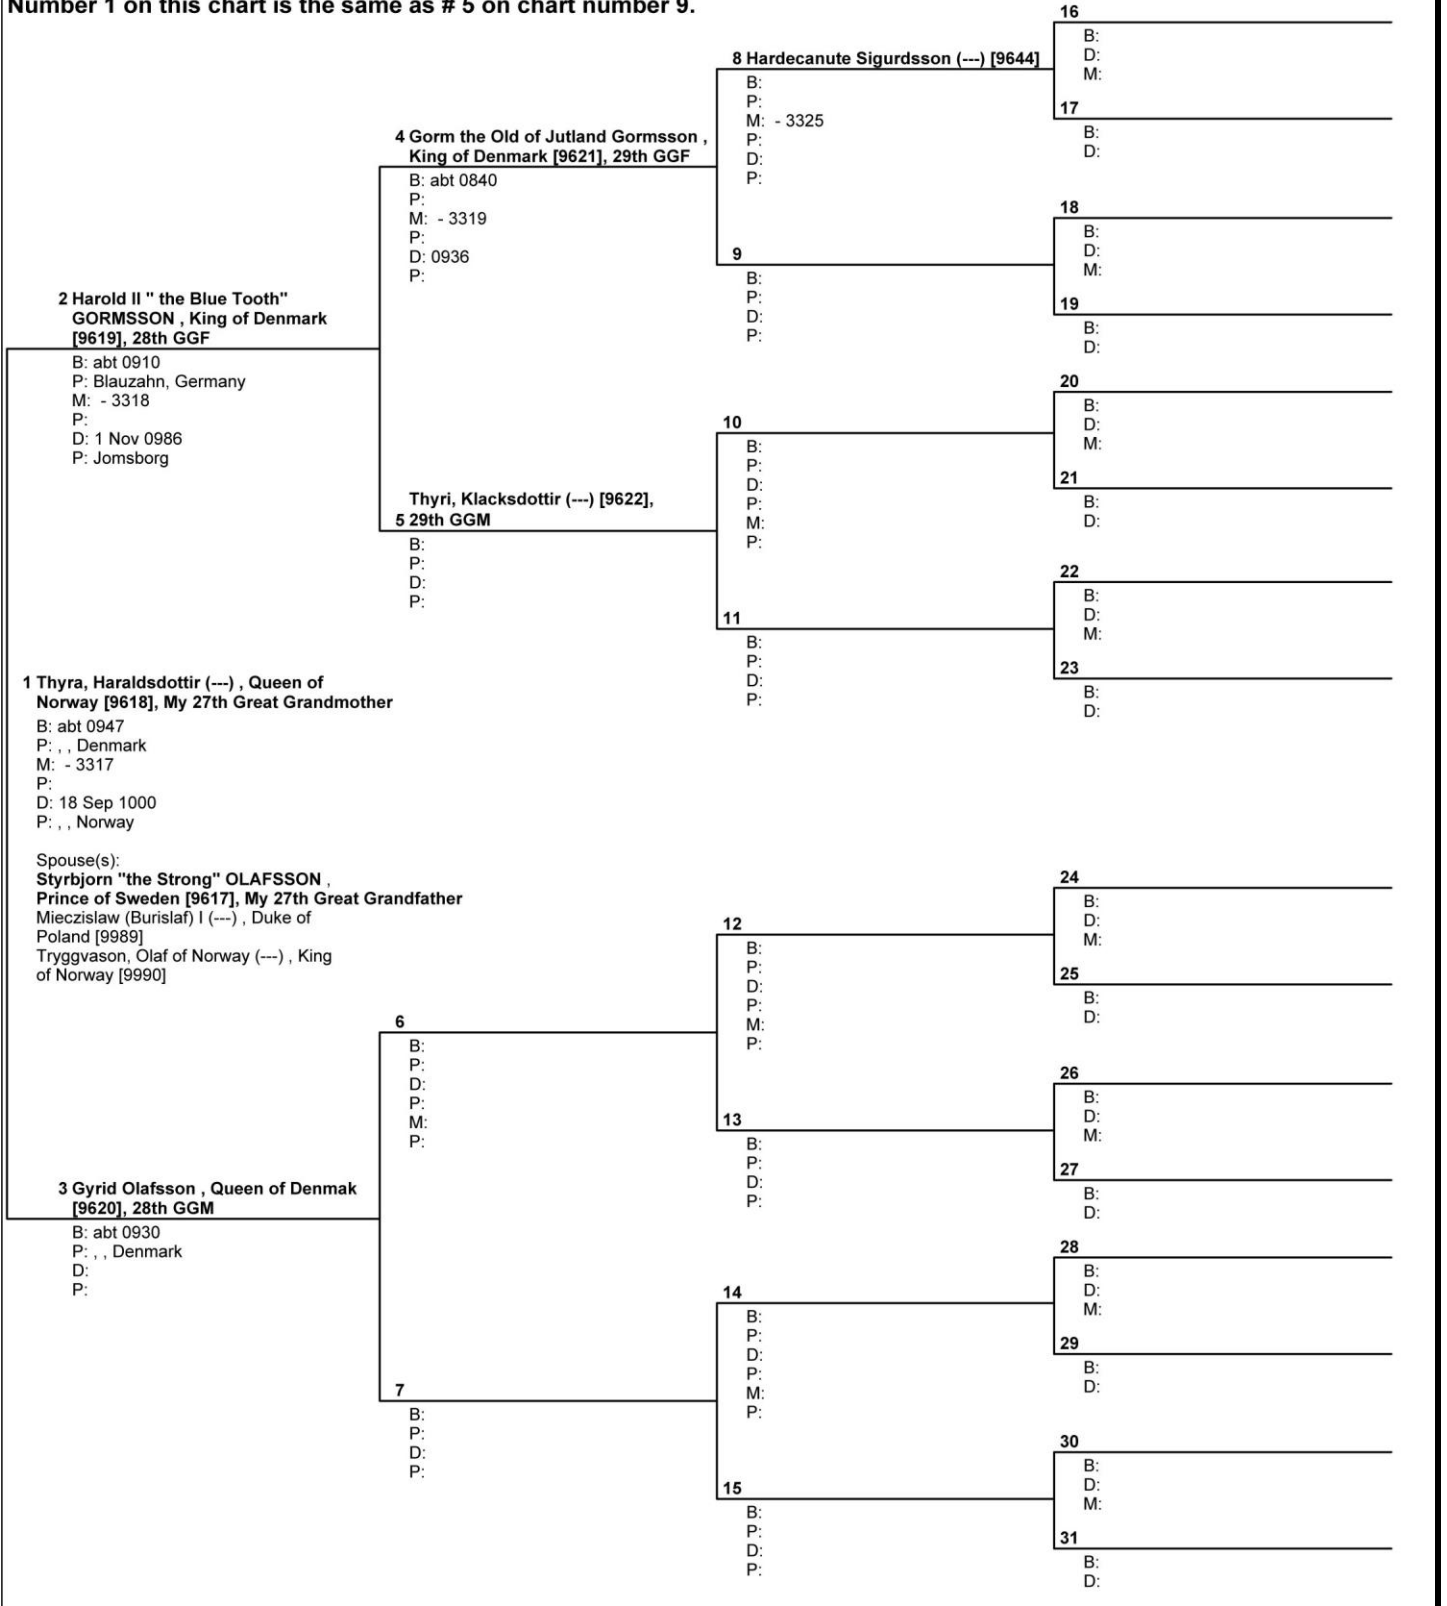 Number 1 on this chart is the same as # 5 on chart number 9.
1 Thyra, Haraldsdottir (---) , Queen of
Norway [9618], My 27th Great Grandmother
B: abt 0947
P: , , Denmark
M: - 3317
P:
D: 18 Sep 1000
P: , , Norway
Spouse(s):
Styrbjorn "the Strong" OLAFSSON ,
Prince of Sweden [9617], My 27th Great Grandfather
Mieczislaw (Burislaf) I (---) , Duke of
Poland [9989]
Tryggvason, Olaf of Norway (---) , King
of Norway [9990]
2 Harold II " the Blue Tooth"
GORMSSON , King of Denmark
[9619], 28th GGF
B: abt 0910
P: Blauzahn, Germany
M: - 3318
P:
D: 1 Nov 0986
P: Jomsborg
3 Gyrid Olafsson , Queen of Denmak
[9620], 28th GGM
B: abt 0930
P: , , Denmark
D:
P:
4 Gorm the Old of Jutland Gormsson ,
King of Denmark [9621], 29th GGF
B: abt 0840
P:
M: - 3319
P:
D: 0936
P:
Thyri, Klacksdottir (---) [9622],
5 29th GGM
B:
P:
D:
P:
6
B:
P:
D:
P:
M:
P:
7
B:
P:
D:
P:
8 Hardecanute Sigurdsson (---) [9644]
B:
P:
M: - 3325
P:
D:
P:
9
B:
P:
D:
P:
10
B:
P:
D:
P:
M:
P:
11
B:
P:
D:
P:
12
B:
P:
D:
P:
M:
P:
13
B:
P:
D:
P:
14
B:
P:
D:
P:
M:
P:
15
B:
P:
D:
P:
16
B:
D:
M:
17
B:
D:
18
B:
D:
M:
19
B:
D:
20
B:
D:
M:
21
B:
D:
22
B:
D:
M:
23
B:
D:
24
B:
D:
M:
25
B:
D:
26
B:
D:
M:
27
B:
D:
28
B:
D:
M:
29
B:
D:
30
B:
D:
M:
31
B:
D: